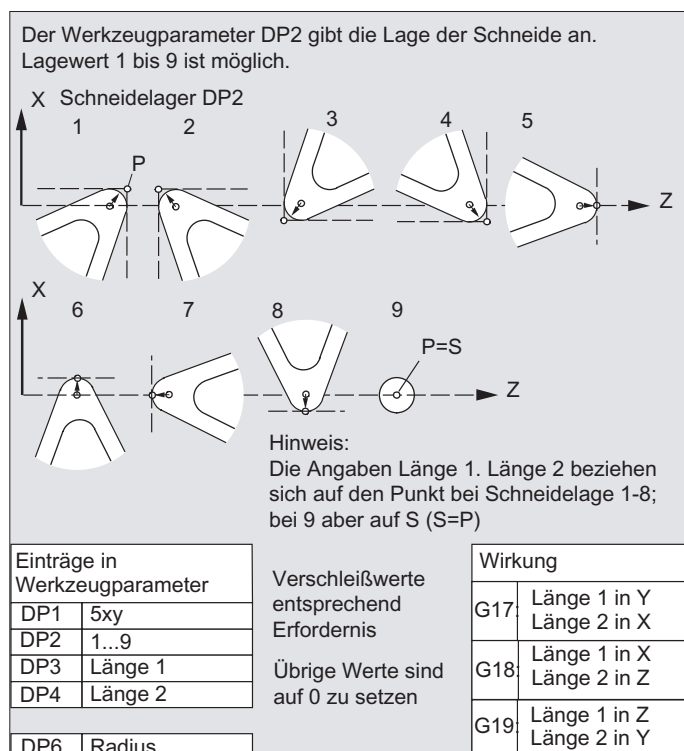 Der Werkzeugparameter DP2 gibt die Lage der Schneide an.
Lagewert 1 bis 9 ist möglich.
X Schneidelager DP2
1 2 3 4 5
P
Z
X
6 7 8 9
P=S
Z
Hinweis:
Die Angaben Länge 1. Länge 2 beziehen
sich auf den Punkt bei Schneidelage 1-8;
bei 9 aber auf S (S=P)
Einträge in
Werkzeugparameter
DP1 5xy
DP2 1...9
DP3 Länge 1
DP4 Länge 2
DP6 Radius
Verschleißwerte
entsprechend
Erfordernis
Übrige Werte sind
auf 0 zu setzen
Wirkung
G17: Länge 1 in Y
Länge 2 in X
G18: Länge 1 in X
Länge 2 in Z
G19: Länge 1 in Z
Länge 2 in Y